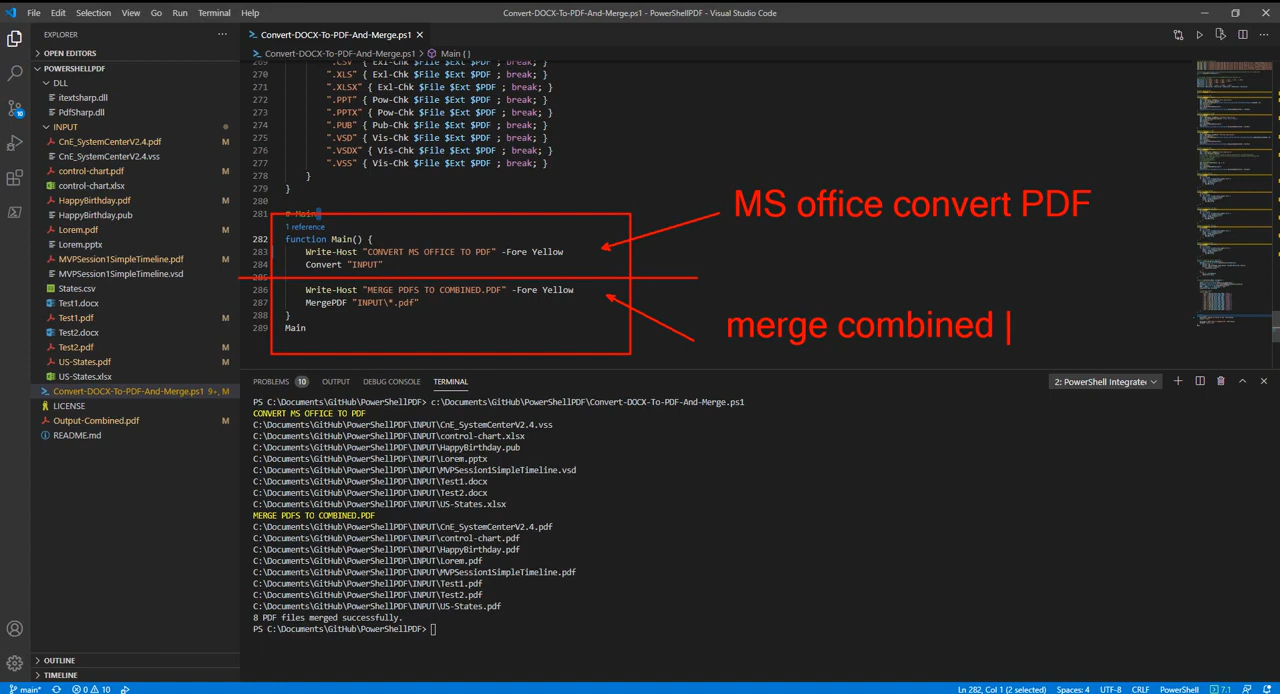 File Edit Selection View Go Run Terminal Help
Convert-DOCX-To-PDF-And-Merge.ps1 - PowerShellPDF - Visual Studio Code
EXPLORER
OPEN EDITORS
POWERSHELLPDF
DLL
itextsharp.dll
PdfSharp.dll
INPUT
CnE_SystemCenterV2.4.pdf M
CnE_SystemCenterV2.4.vss
control-chart.pdf M
control-chart.xlsx
HappyBirthday.pdf M
HappyBirthday.pub
Lorem.pdf M
Lorem.pptx
MVPSession1SimpleTimeline.pdf M
MVPSession1SimpleTimeline.vsd
States.csv
Test1.docx
Test1.pdf M
Test2.docx
Test2.pdf M
US-States.pdf M
US-States.xlsx
Convert-DOCX-To-PDF-And-Merge.ps1 9+, M
LICENSE
Output-Combined.pdf M
README.md
OUTLINE
TIMELINE
Convert-DOCX-To-PDF-And-Merge.ps1
Convert-DOCX-To-PDF-And-Merge.ps1 > Main { }
269 ".CSV" { Exl-Chk $File $Ext $PDF ; break; }
270 ".XLS" { Exl-Chk $File $Ext $PDF ; break; }
271 ".XLSX" { Exl-Chk $File $Ext $PDF ; break; }
272 ".PPT" { Pow-Chk $File $Ext $PDF ; break; }
273 ".PPTX" { Pow-Chk $File $Ext $PDF ; break; }
274 ".PUB" { Pub-Chk $File $Ext $PDF ; break; }
275 ".VSD" { Vis-Chk $File $Ext $PDF ; break; }
276 ".VSDX" { Vis-Chk $File $Ext $PDF ; break; }
277 ".VSS" { Vis-Chk $File $Ext $PDF ; break; }
278 }
279 }
280
281 # Main
1 reference
282 function Main() {
283 Write-Host "CONVERT MS OFFICE TO PDF" -Fore Yellow
284 Convert "INPUT"
285
286 Write-Host "MERGE PDFS TO COMBINED.PDF" -Fore Yellow
287 MergePDF "INPUT\*.pdf"
288 }
289 Main
MS office convert PDF
merge combined |
PROBLEMS 10 OUTPUT DEBUG CONSOLE TERMINAL
2: PowerShell Integrate
PS C:\Documents\GitHub\PowerShellPDF> c:\Documents\GitHub\PowerShellPDF\Convert-DOCX-To-PDF-And-Merge.ps1
CONVERT MS OFFICE TO PDF
C:\Documents\GitHub\PowerShellPDF\INPUT\CnE_SystemCenterV2.4.vss
C:\Documents\GitHub\PowerShellPDF\INPUT\control-chart.xlsx
C:\Documents\GitHub\PowerShellPDF\INPUT\HappyBirthday.pub
C:\Documents\GitHub\PowerShellPDF\INPUT\Lorem.pptx
C:\Documents\GitHub\PowerShellPDF\INPUT\MVPSession1SimpleTimeline.vsd
C:\Documents\GitHub\PowerShellPDF\INPUT\Test1.docx
C:\Documents\GitHub\PowerShellPDF\INPUT\Test2.docx
C:\Documents\GitHub\PowerShellPDF\INPUT\US-States.xlsx
MERGE PDFS TO COMBINED.PDF
C:\Documents\GitHub\PowerShellPDF\INPUT\CnE_SystemCenterV2.4.pdf
C:\Documents\GitHub\PowerShellPDF\INPUT\control-chart.pdf
C:\Documents\GitHub\PowerShellPDF\INPUT\HappyBirthday.pdf
C:\Documents\GitHub\PowerShellPDF\INPUT\Lorem.pdf
C:\Documents\GitHub\PowerShellPDF\INPUT\MVPSession1SimpleTimeline.pdf
C:\Documents\GitHub\PowerShellPDF\INPUT\Test1.pdf
C:\Documents\GitHub\PowerShellPDF\INPUT\Test2.pdf
C:\Documents\GitHub\PowerShellPDF\INPUT\US-States.pdf
8 PDF files merged successfully.
PS C:\Documents\GitHub\PowerShellPDF>
main* 0 10 Ln 282, Col 1 (2 selected) Spaces: 4 UTF-8 CRLF PowerShell 7.1